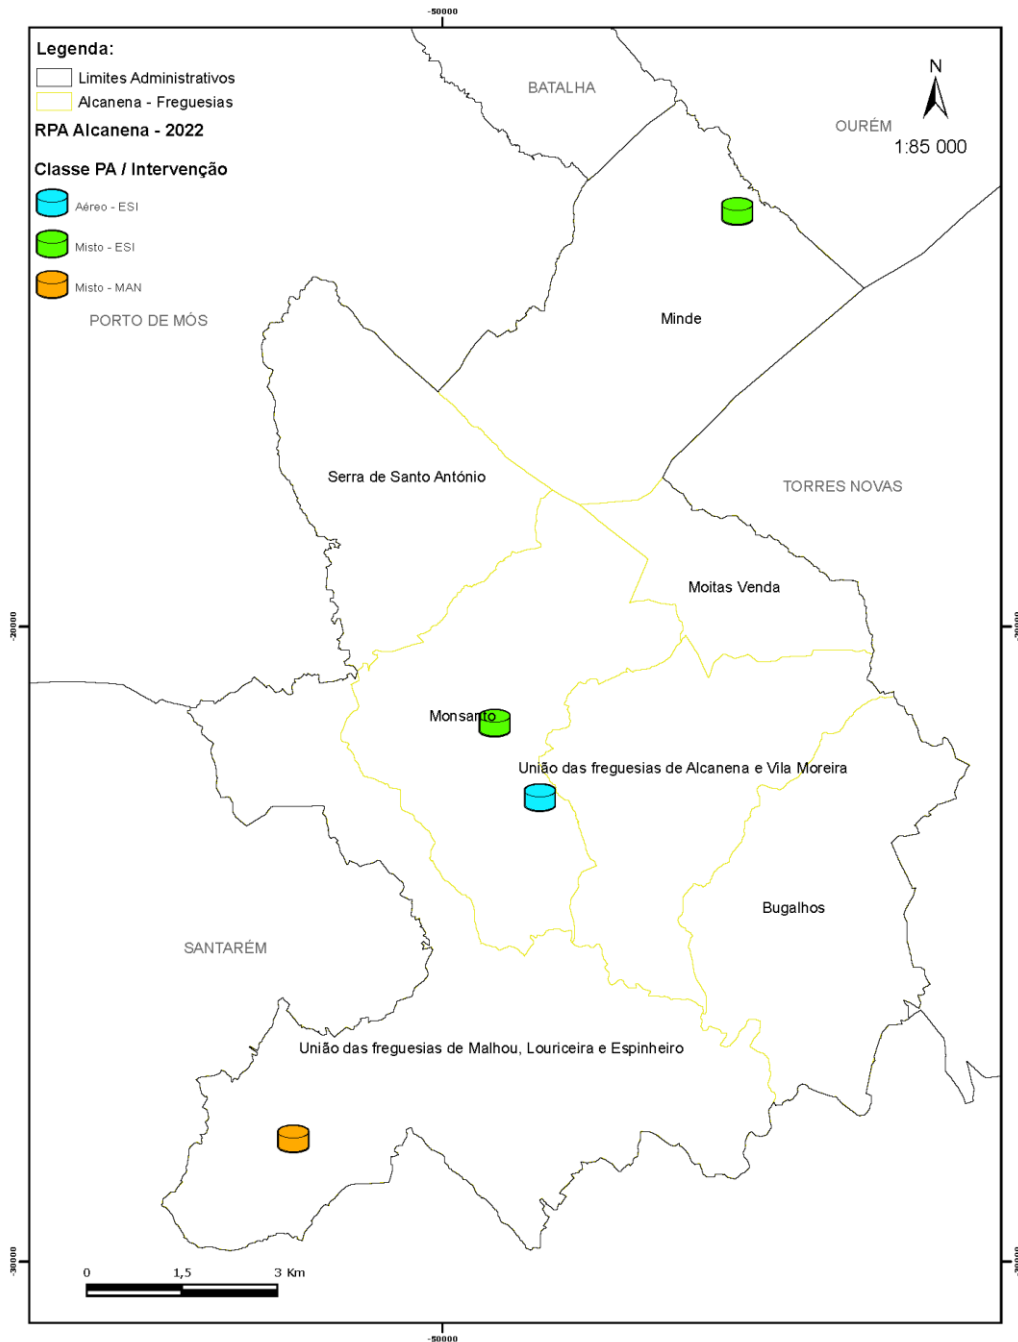 -50000
Legenda:
Limites Administrativos
Alcanena - Freguesias
RPA Alcanena - 2022
Classe PA / Intervenção
Aéreo - ESI
Misto - ESI
Misto - MAN
BATALHA
OURÉM
N
1:85 000
PORTO DE MÓS
Minde
Serra de Santo António
TORRES NOVAS
Moitas Venda
-20000
-20000
Monsanto
União das freguesias de Alcanena e Vila Moreira
Bugalhos
SANTARÉM
União das freguesias de Malhou, Louriceira e Espinheiro
-30000
-30000
0 1,5 3 Km
-50000